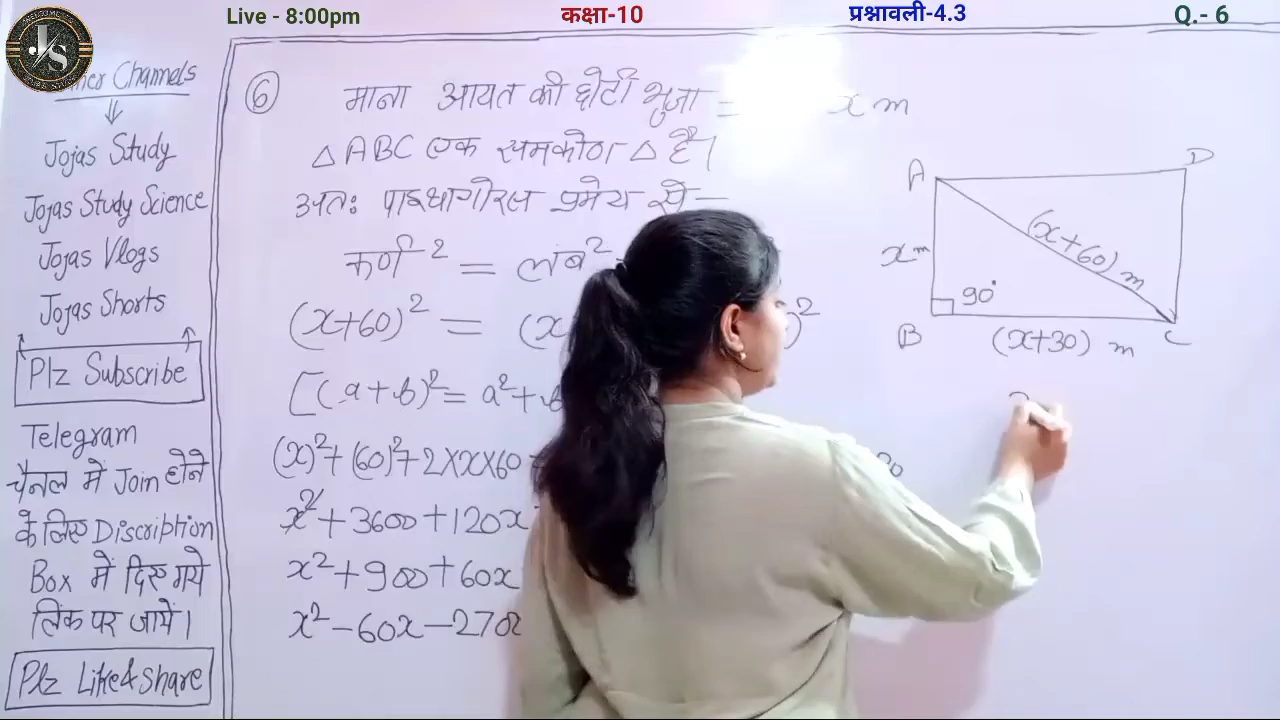 Live - 8:00pm
कक्षा-10
प्रश्नावली-4.3
Q.- 6
JS
Channels
Jojas Study
Jojas Study Science
Jojas Vlogs
Jojas Shorts
Plz Subscribe
Telegram
चैनल में Join होने
के लिए Discription
Box में दिए गये
लिंक पर जाये।
Plz Like&Share
⑥ माना आयत की छोटी भुजा = x m
△ABC एक समकोण △ है।
अतः पाइथागोरस प्रमेय से —
कर्ण² = लंब²
(x+60)² = (x )²
[(a+b)² = a²+b
(x)²+(60)²+2×x×60
x²+3600+120x
x²+900+60x
x²-60x-270
A
D
x m
(x+60) m
90°
B
(x+30) m
C